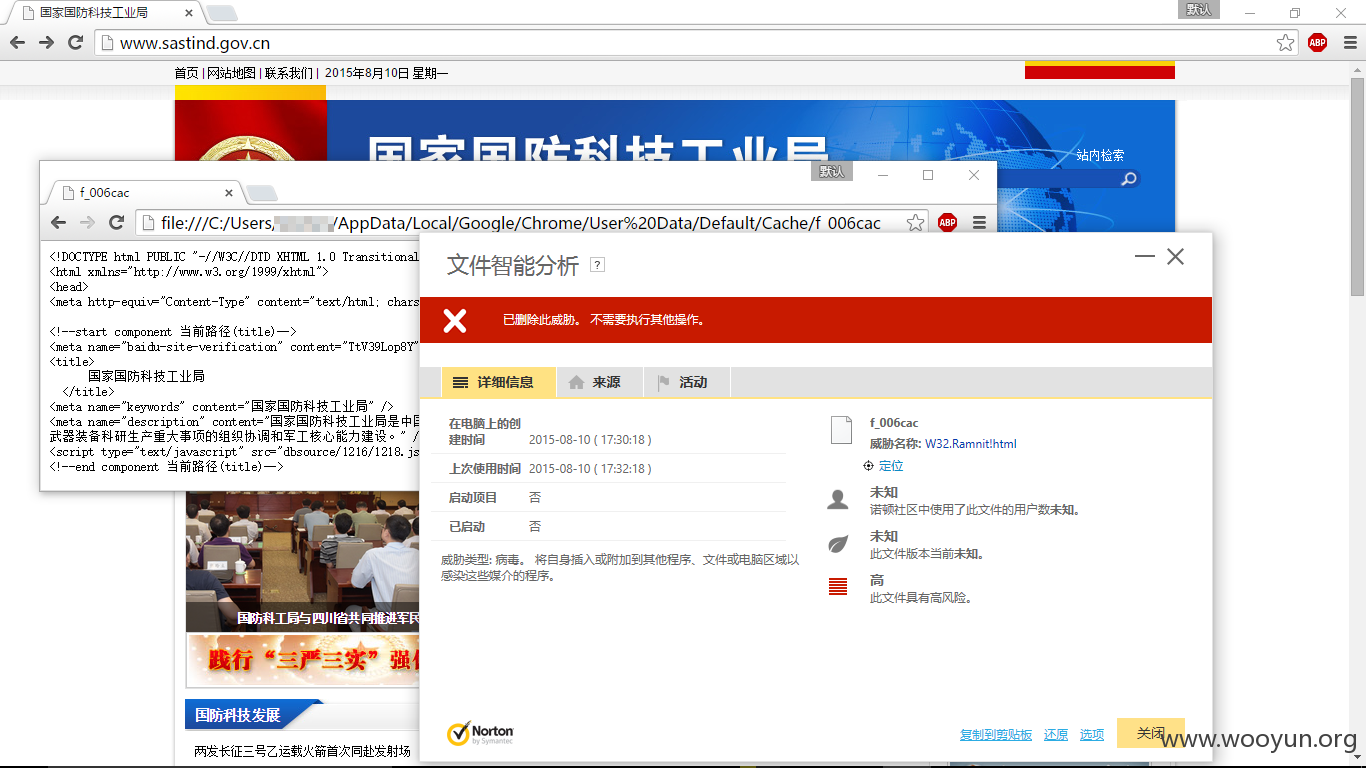 国家国防科技工业局
默认
www.sastind.gov.cn
ABP
首页 | 网站地图 | 联系我们 | 2015年8月10日 星期一
国家国防科技工业局
站内检索
默认
f_006cac
file:///C:/Users/ /AppData/Local/Google/Chrome/User%20Data/Default/Cache/f_006cac
ABP
<!DOCTYPE html PUBLIC "-//W3C//DTD XHTML 1.0 Transitional
<html xmlns="http://www.w3.org/1999/xhtml">
<head>
<meta http-equiv="Content-Type" content="text/html; chars
<!--start component 当前路径(title)-->
<meta name="baidu-site-verification" content="TtV39Lop8Y"
<title>
国家国防科技工业局
</title>
<meta name="keywords" content="国家国防科技工业局" />
<meta name="description" content="国家国防科技工业局是中国
武器装备科研生产重大事项的组织协调和军工核心能力建设。" /
<script type="text/javascript" src="dbsource/1216/1218.js
<!--end component 当前路径(title)-->
文件智能分析 ?
已删除此威胁。 不需要执行其他操作。
详细信息
来源
活动
在电脑上的创
建时间 2015-08-10 ( 17:30:18 )
上次使用时间 2015-08-10 ( 17:32:18 )
启动项目 否
已启动 否
威胁类型: 病毒。 将自身插入或附加到其他程序、文件或电脑区域以
感染这些媒介的程序。
f_006cac
威胁名称: W32.Ramnit!html
定位
未知
诺顿社区中使用了此文件的用户数未知。
未知
此文件版本当前未知。
高
此文件具有高风险。
Norton
by Symantec
复制到剪贴板
还原
选项
关闭
国防科工局与四川省共同推进军民
践行“三严三实”强化
国防科技发展
两发长征三号乙运载火箭首次同赴发射场
www.wooyun.org